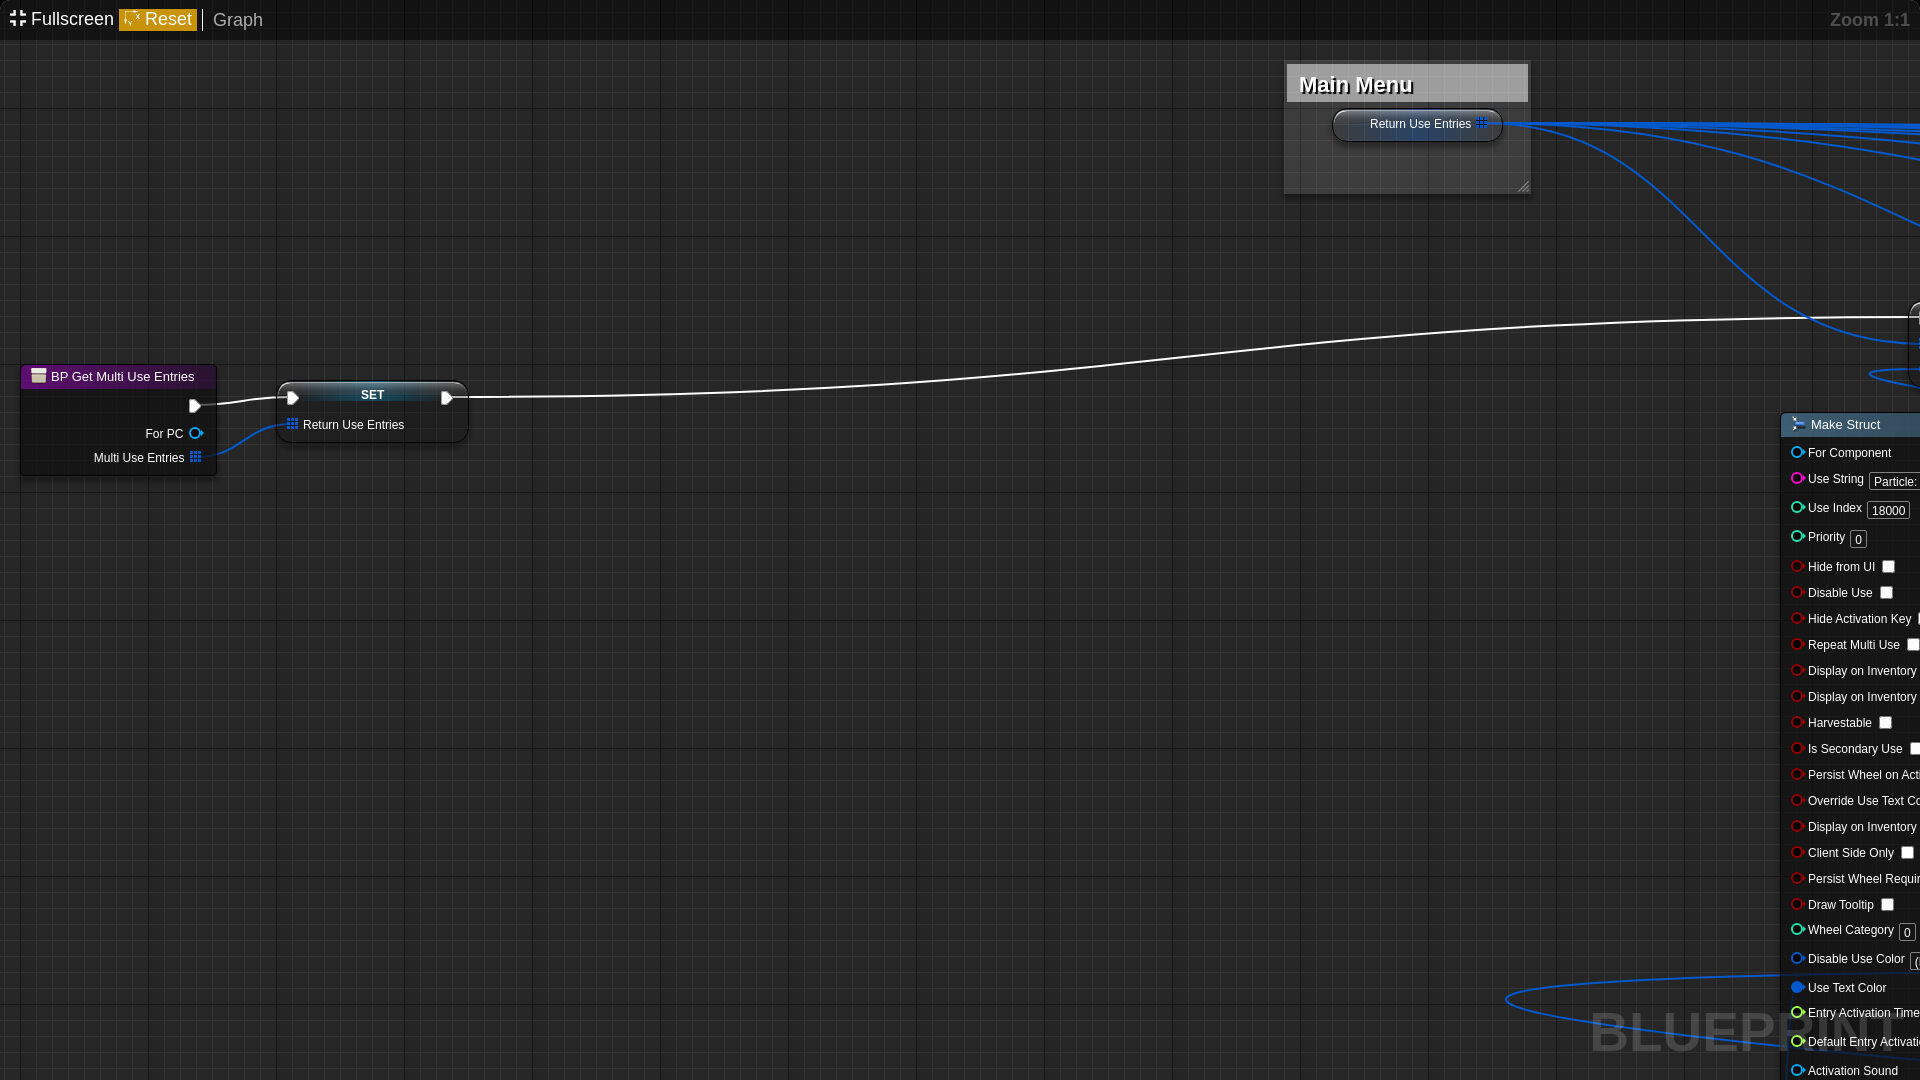 Fullscreen Reset Graph
Zoom 1:1
Main Menu
Return Use Entries
BP Get Multi Use Entries
For PC
Multi Use Entries
SET
Return Use Entries
Make Struct
For Component
Use String Particle:
Use Index 18000
Priority 0
Hide from UI
Disable Use
Hide Activation Key
Repeat Multi Use
Display on Inventory
Display on Inventory
Harvestable
Is Secondary Use
Persist Wheel on Acti
Override Use Text Co
Display on Inventory
Client Side Only
Persist Wheel Requir
Draw Tooltip
Wheel Category 0
Disable Use Color (
Use Text Color
Entry Activation Time
Default Entry Activati
Activation Sound
BLUEPRINT